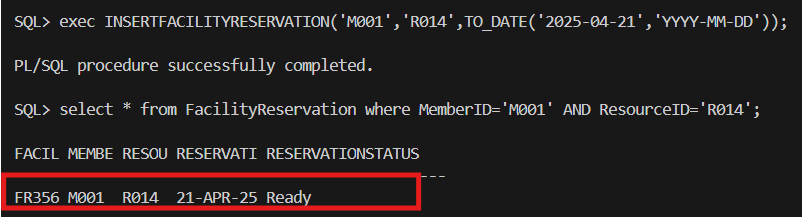 SQL> exec INSERTFACILITYRESERVATION('M001','R014',TO_DATE('2025-04-21','YYYY-MM-DD'));
PL/SQL procedure successfully completed.
SQL> select * from FacilityReservation where MemberID='M001' AND ResourceID='R014';
FACIL MEMBE RESOU RESERVATI RESERVATIONSTATUS
---
FR356 M001  R014  21-APR-25 Ready